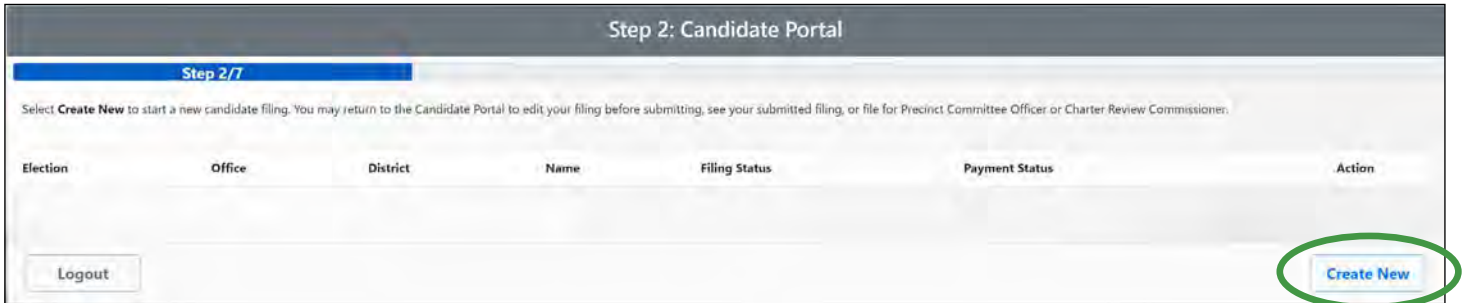 Step 2: Candidate Portal
Step 2/7
Select Create New to start a new candidate filing. You may return to the Candidate Portal to edit your filing before submitting, see your submitted filing, or file for Precinct Committee Officer or Charter Review Commissioner.
Election Office District Name Filing Status Payment Status Action
Logout Create New